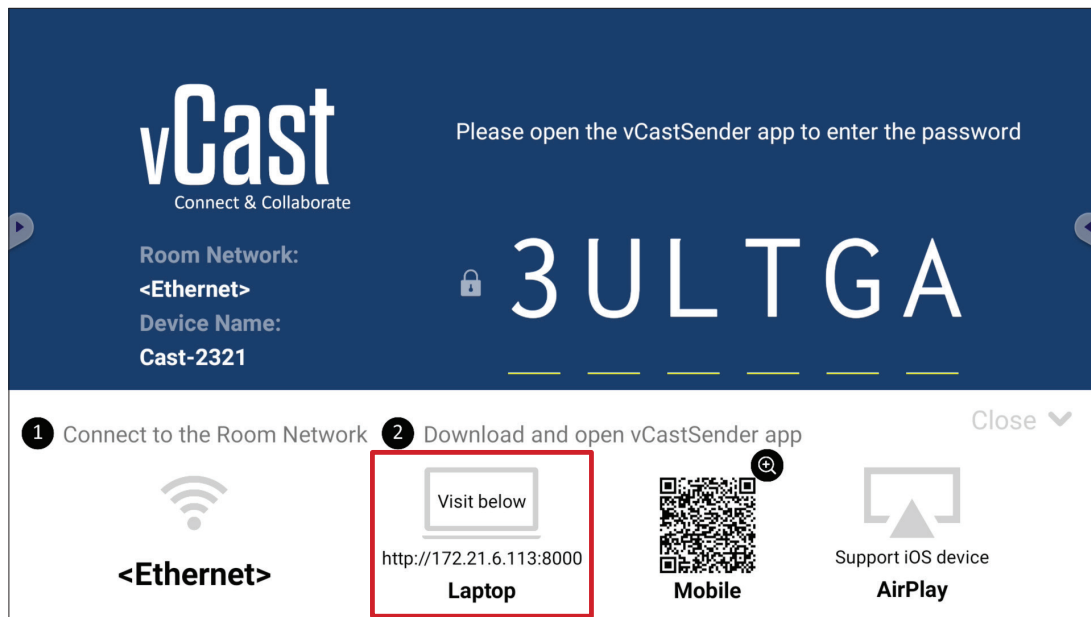 vCast
Connect & Collaborate
Please open the vCastSender app to enter the password
Room Network:
<Ethernet>
Device Name:
Cast-2321
3ULTGA
Close
1 Connect to the Room Network
2 Download and open vCastSender app
<Ethernet>
Visit below
http://172.21.6.113:8000
Laptop
Mobile
Support iOS device
AirPlay